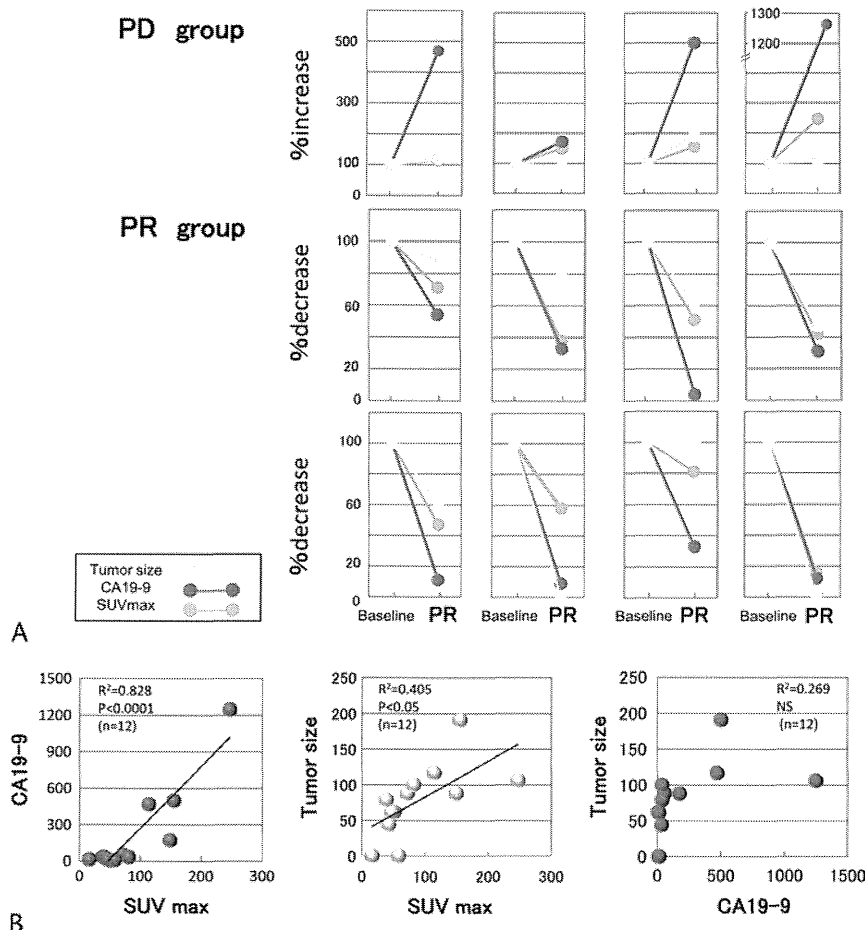 PD group
%increase
500
300
100
0
1300
1200
PR group
%decrease
100
60
20
0
%decrease
100
60
20
0
Tumor size
CA19-9
SUVmax
Baseline PR
Baseline PR
Baseline PR
Baseline PR
A
CA19-9
1500
1200
900
600
300
0
R²=0.828
P<0.0001
(n=12)
0 100 200 300
SUV max
Tumor size
250
200
150
100
50
0
R²=0.405
P<0.05
(n=12)
0 100 200 300
SUV max
Tumor size
250
200
150
100
50
0
R²=0.269
NS
(n=12)
0 500 1000 1500
CA19-9
B